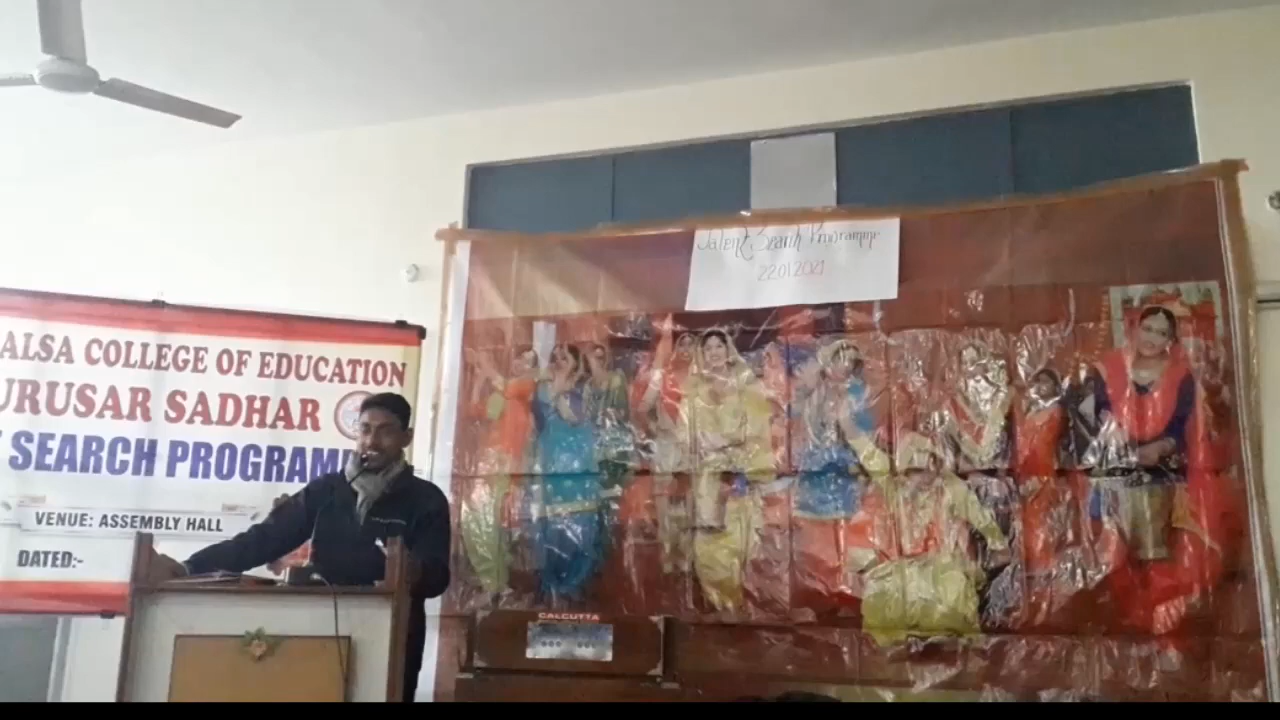 ALSA COLLEGE OF EDUCATION
URUSAR SADHAR
SEARCH PROGRAM
VENUE: ASSEMBLY HALL
DATED:-
Talent Search Programme
22.01.2021
CALCUTTA